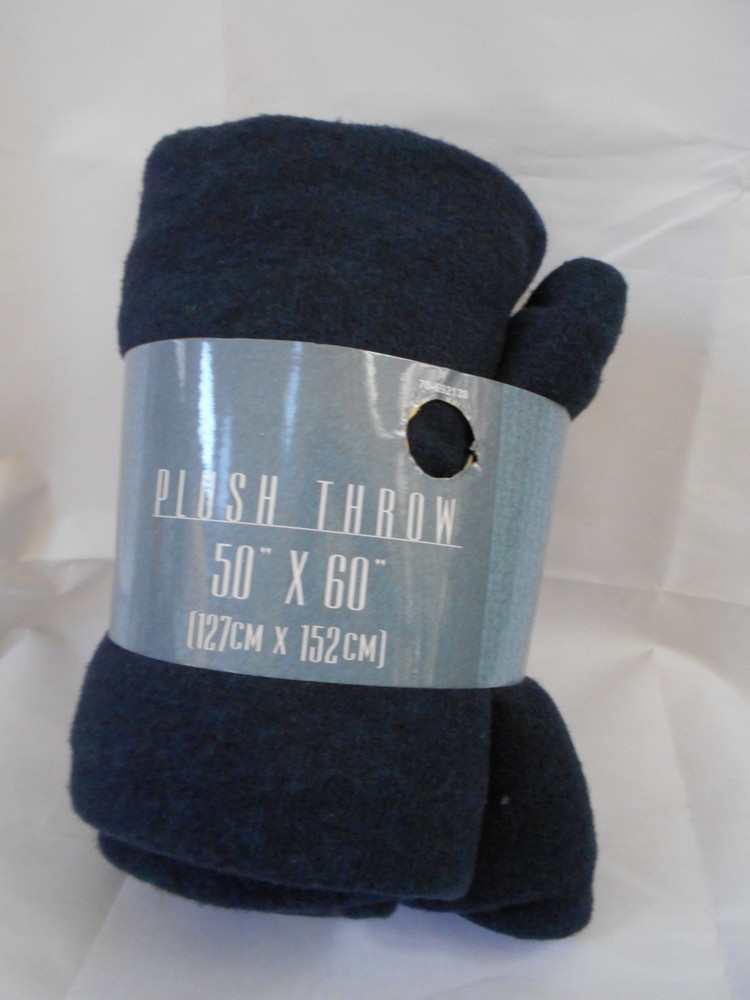 PLUSH THROW
50" X 60"
(127CM X 152CM)